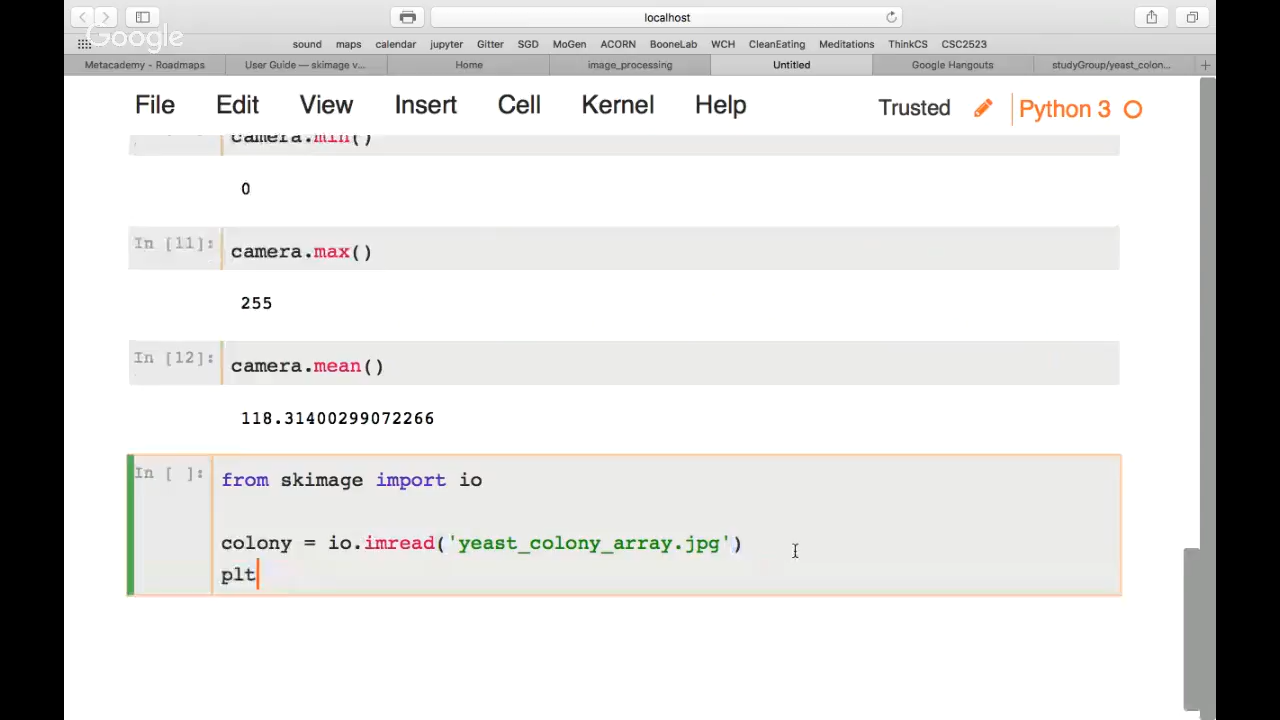 localhost
Google
sound maps calendar jupyter Gitter SGD MoGen ACORN BooneLab WCH CleanEating Meditations ThinkCS CSC2523
Metacademy - Roadmaps User Guide — skimage v... Home image_processing Untitled Google Hangouts studyGroup/yeast_colon... +
File Edit View Insert Cell Kernel Help Trusted Python 3
camera.min()
0
In [11]: camera.max()
255
In [12]: camera.mean()
118.31400299072266
In [ ]: from skimage import io
colony = io.imread('yeast_colony_array.jpg')
plt